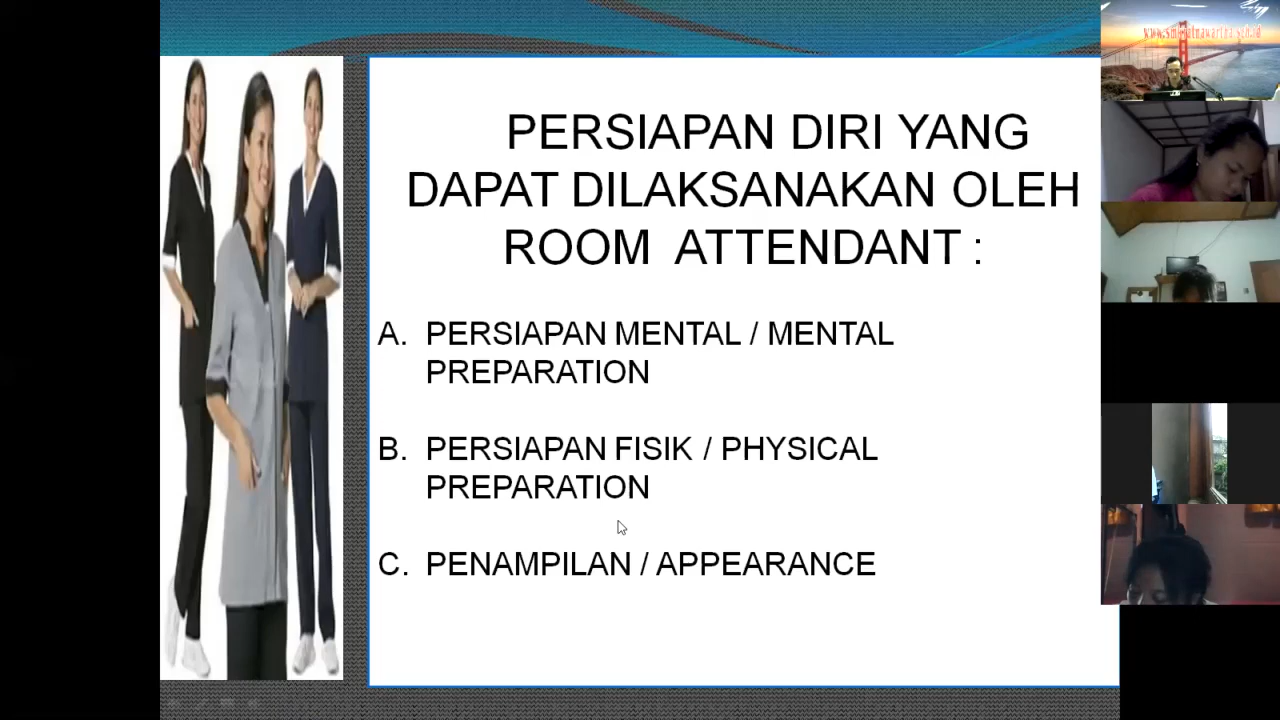 PERSIAPAN DIRI YANG
DAPAT DILAKSANAKAN OLEH
ROOM ATTENDANT :
A. PERSIAPAN MENTAL / MENTAL
PREPARATION
B. PERSIAPAN FISIK / PHYSICAL
PREPARATION
C. PENAMPILAN / APPEARANCE